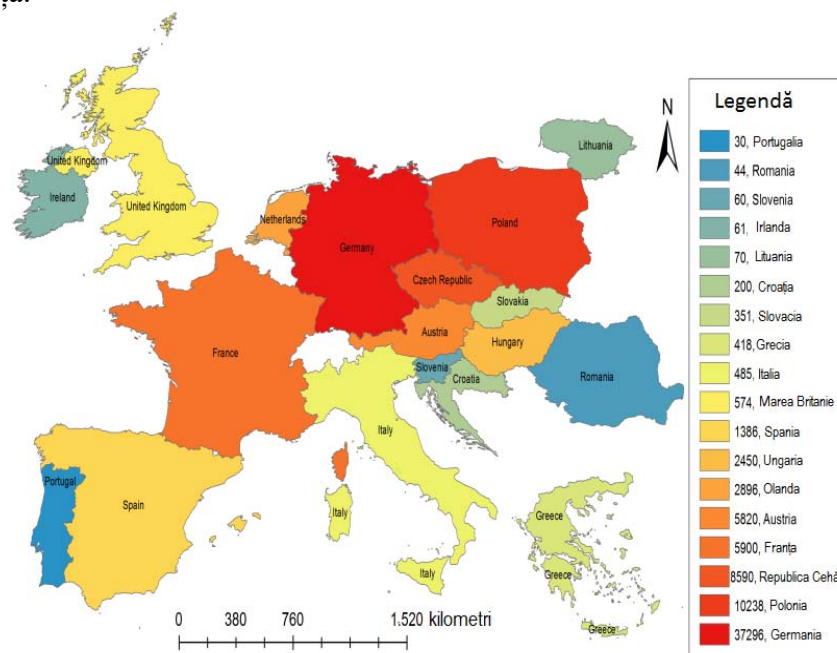 Lithuania
N
United Kingdom
Ireland
United Kingdom
Netherlands
Germany
Poland
Czech Republic
Slovakia
France
Austria
Hungary
Slovenia
Croatia
Romania
Italy
Portugal
Spain
Italy
Greece
Italy
Greece
Greece
0 380 760 1.520 kilometri
Legendă
30, Portugalia
44, Romania
60, Slovenia
61, Irlanda
70, Lituania
200, Croația
351, Slovacia
418, Grecia
485, Italia
574, Marea Britanie
1386, Spania
2450, Ungaria
2896, Olanda
5820, Austria
5900, Franța
8590, Republica Cehă
10238, Polonia
37296, Germania